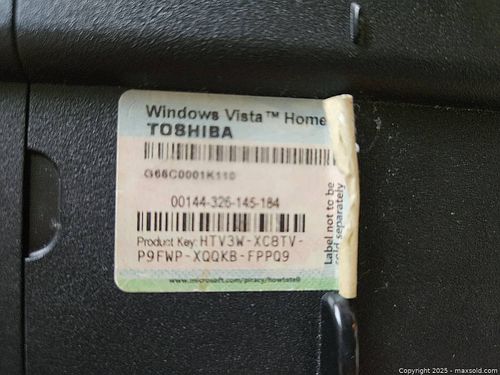 Windows Vista™ Home
TOSHIBA
G66C0001K110
00144-326-145-184
Product Key: HTV3W-XC8TV-
P9FWP-XQQKB-FPPQ9
Label not to be
sold separately
www.microsoft.com/piracy/howtotell
Copyright 2025 - maxsold.com